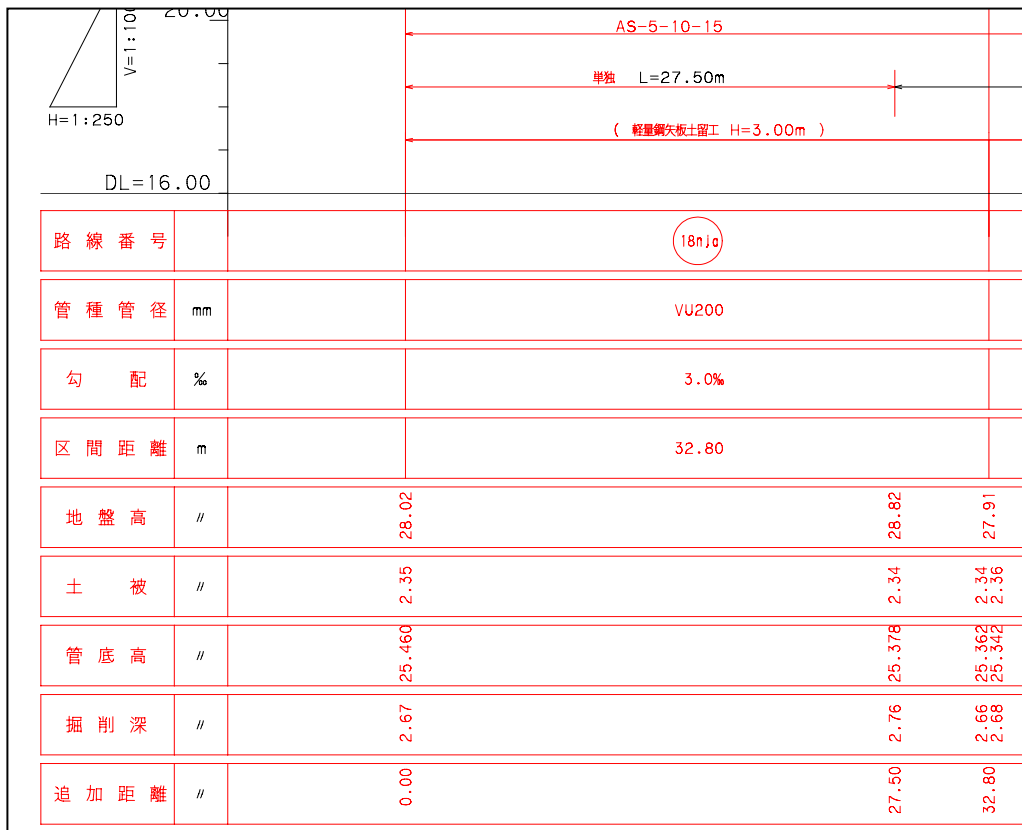 20.00
V=1:100
H=1:250
DL=16.00
AS-5-10-15
単独 L=27.50m
( 軽量鋼矢板土留工 H=3.00m )
路線番号 18nja
管種管径 mm VU200
勾配 ‰ 3.0‰
区間距離 m 32.80
地盤高 〃 28.02 28.82 27.91
土被 〃 2.35 2.34 2.34 2.36
管底高 〃 25.460 25.378 25.362 25.342
掘削深 〃 2.67 2.76 2.66 2.68
追加距離 〃 0.00 27.50 32.80